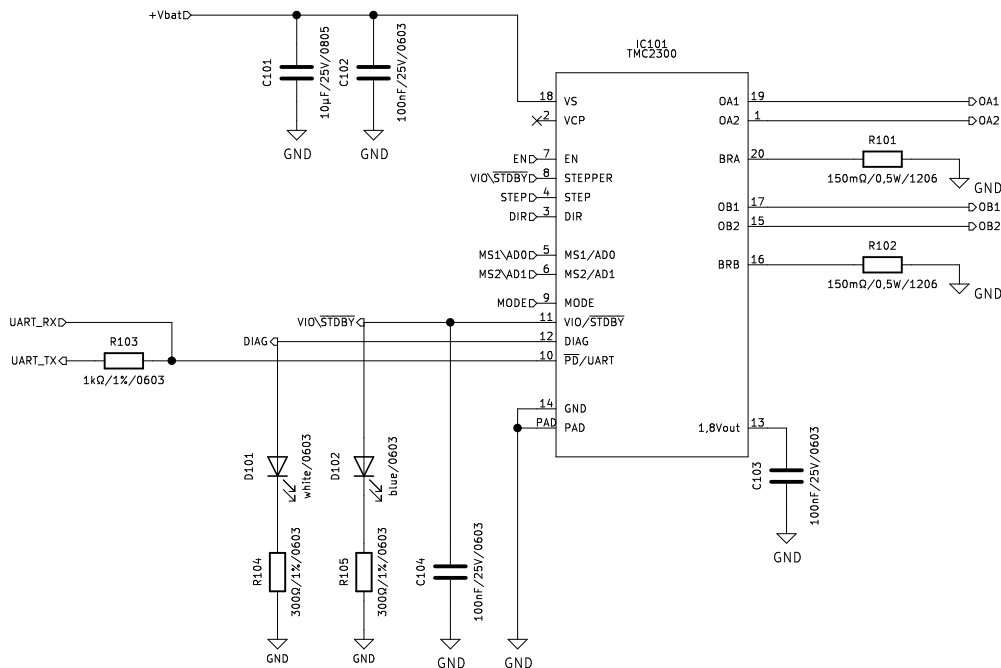 +Vbat
C101
10µF/25V/0805
C102
100nF/25V/0603
GND
GND
IC101
TMC2300
18
VS
2
VCP
EN
7
EN
VIO\STDBY
8
STEPPER
STEP
4
STEP
DIR
3
DIR
MS1\AD0
5
MS1/AD0
MS2\AD1
6
MS2/AD1
MODE
9
MODE
VIO\STDBY
11
VIO/STDBY
DIAG
12
DIAG
10
PD/UART
14
GND
PAD
PAD
OA1
19
OA1
OA2
1
OA2
BRA
20
R101
150mΩ/0,5W/1206
GND
OB1
17
OB1
OB2
15
OB2
BRB
16
R102
150mΩ/0,5W/1206
GND
1,8Vout
13
C103
100nF/25V/0603
GND
UART_RX
UART_TX
R103
1kΩ/1%/0603
D101
white/0603
D102
blue/0603
R104
300Ω/1%/0603
R105
300Ω/1%/0603
C104
100nF/25V/0603
GND
GND
GND
GND